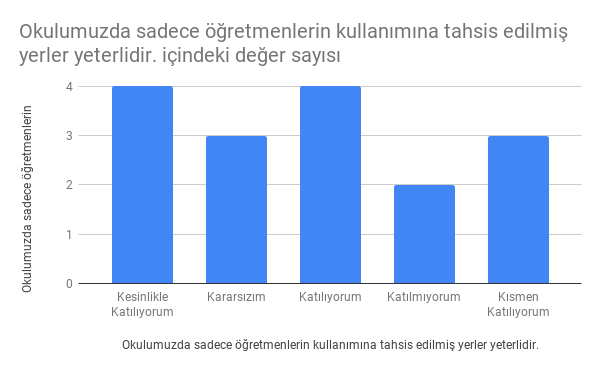 Okulumuzda sadece öğretmenlerin kullanımına tahsis edilmiş
yerler yeterlidir. içindeki değer sayısı
Okulumuzda sadece öğretmenlerin
4
3
2
1
0
Kesinlikle
Katılıyorum
Kararsızım
Katılıyorum
Katılmıyorum
Kısmen
Katılıyorum
Okulumuzda sadece öğretmenlerin kullanımına tahsis edilmiş yerler yeterlidir.